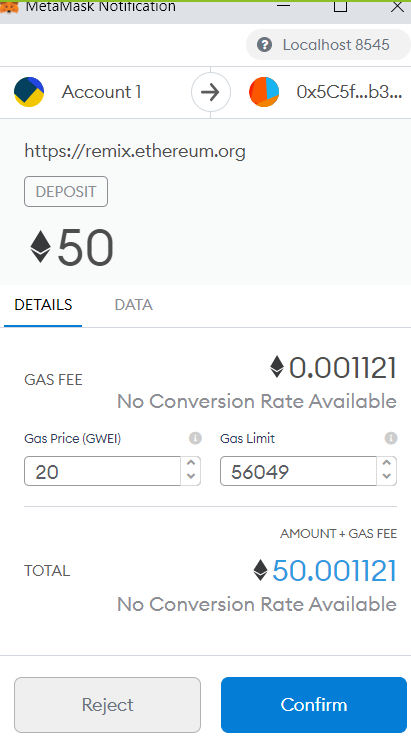 MetaMask Notification
Localhost 8545
Account 1
0x5C5f...b3...
https://remix.ethereum.org
DEPOSIT
50
DETAILS
DATA
GAS FEE
0.001121
No Conversion Rate Available
Gas Price (GWEI)
Gas Limit
20
56049
AMOUNT + GAS FEE
TOTAL
50.001121
No Conversion Rate Available
Reject
Confirm